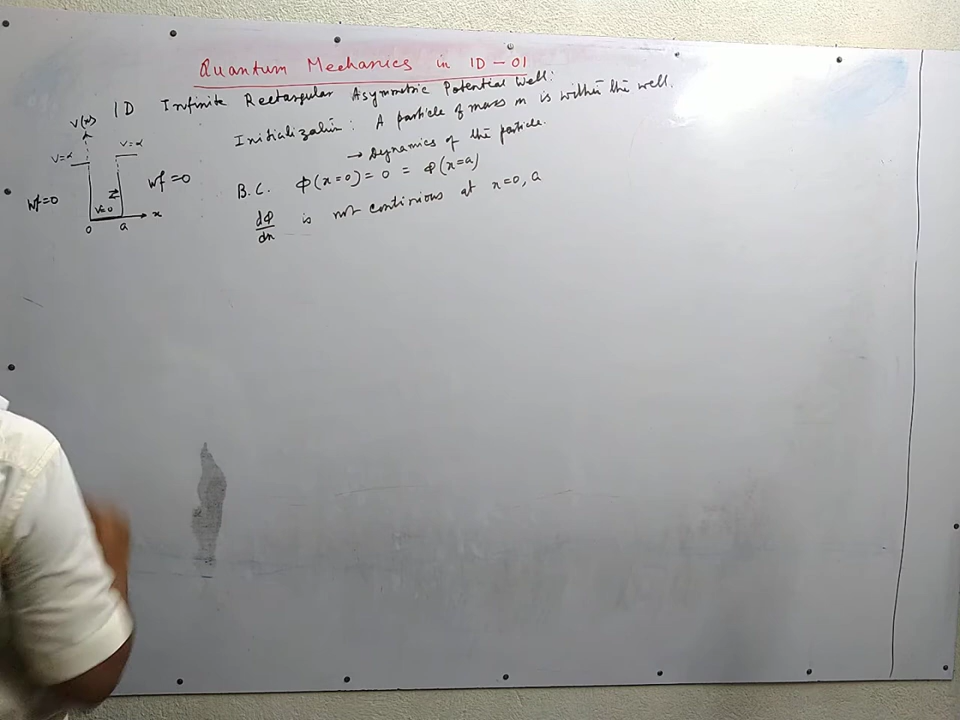 Quantum Mechanics in 1D - 01
1D Infinite Rectangular Asymmetric Potential Well:
Initialization: A particle of mass m is within the well.
→ Dynamics of the particle.
B.C. Φ(x=0) = 0 = Φ(x=a)
dΦ/dx is not continious at x=0, a
V(x)
V=∝ V=∝
wf=0 wf=0
V=0 x
0 a